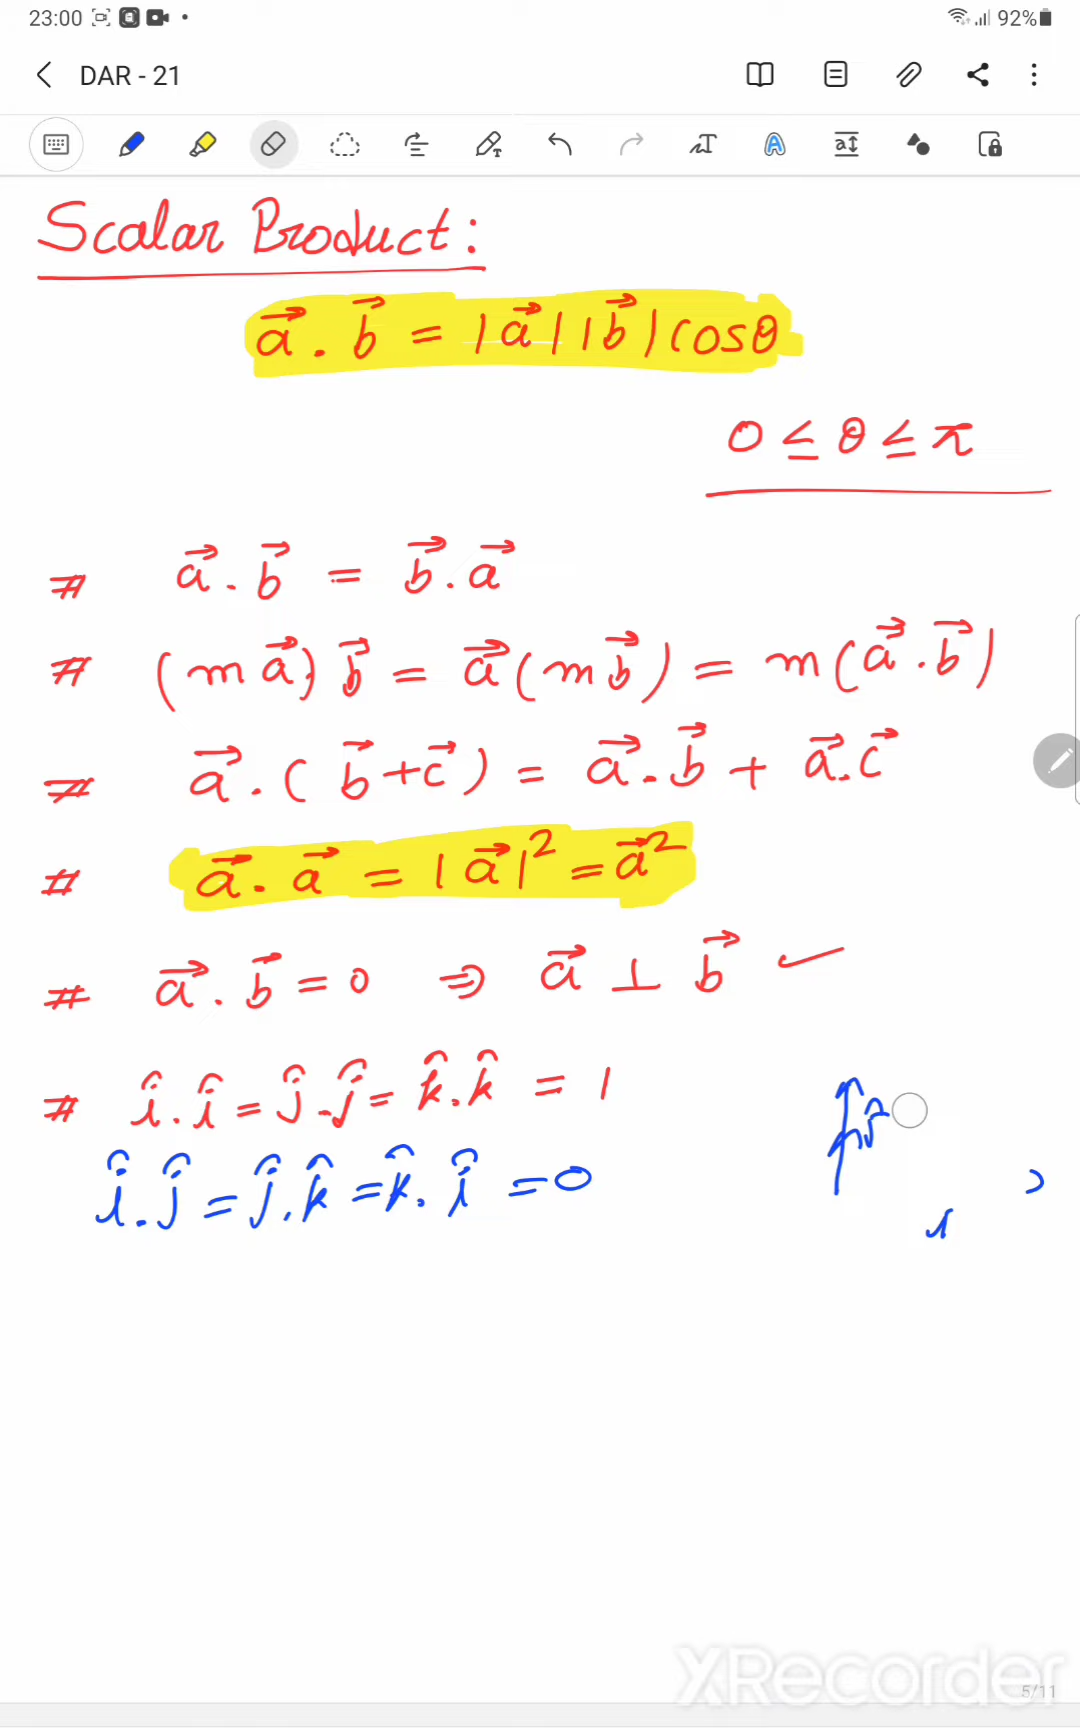 23:00 92%
DAR - 21
Scalar Product:
a⃗ . b⃗ = |a⃗| |b⃗| cosθ
0 ≤ θ ≤ π
# a⃗ . b⃗ = b⃗ . a⃗
# (m a⃗) b⃗ = a⃗ (m b⃗) = m(a⃗ . b⃗)
# a⃗ . (b⃗ + c⃗) = a⃗ . b⃗ + a⃗ . c⃗
# a⃗ . a⃗ = |a⃗|² = a⃗²
# a⃗ . b⃗ = 0 ⇒ a⃗ ⊥ b⃗ ✓
# î . î = ĵ . ĵ = k̂ . k̂ = 1
î . ĵ = ĵ . k̂ = k̂ . î = 0
XRecorder
5/11